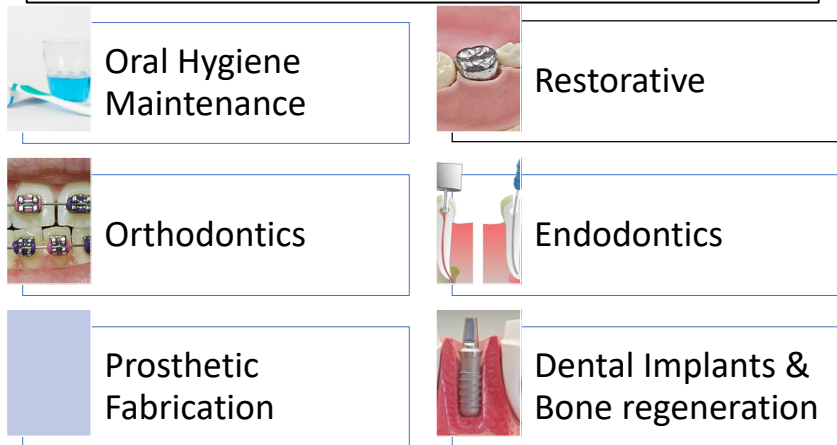 Oral Hygiene
Maintenance
Restorative
Orthodontics
Endodontics
Prosthetic
Fabrication
Dental Implants &
Bone regeneration